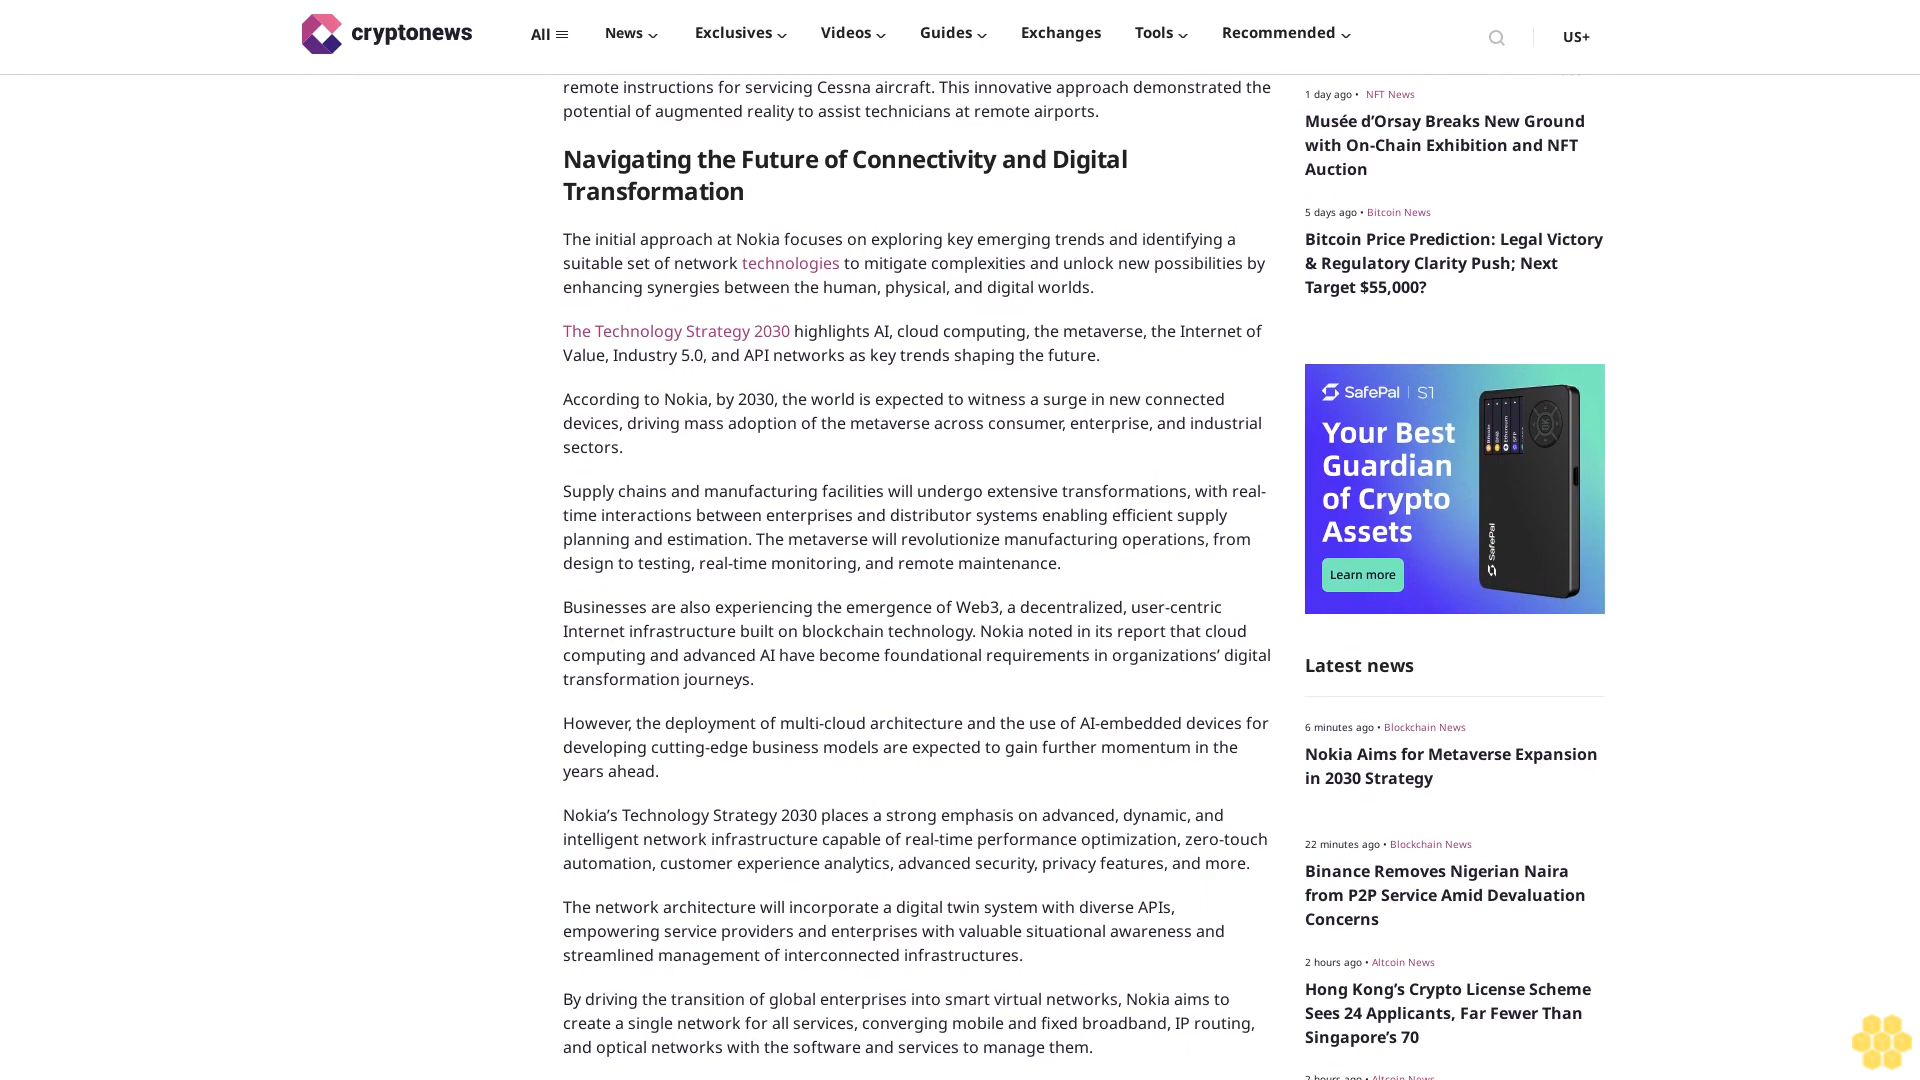 cryptonews
All
News
Exclusives
Videos
Guides
Exchanges
Tools
Recommended
US+
remote instructions for servicing Cessna aircraft. This innovative approach demonstrated the
potential of augmented reality to assist technicians at remote airports.
Navigating the Future of Connectivity and Digital
Transformation
The initial approach at Nokia focuses on exploring key emerging trends and identifying a
suitable set of network technologies to mitigate complexities and unlock new possibilities by
enhancing synergies between the human, physical, and digital worlds.
The Technology Strategy 2030 highlights AI, cloud computing, the metaverse, the Internet of
Value, Industry 5.0, and API networks as key trends shaping the future.
According to Nokia, by 2030, the world is expected to witness a surge in new connected
devices, driving mass adoption of the metaverse across consumer, enterprise, and industrial
sectors.
Supply chains and manufacturing facilities will undergo extensive transformations, with real-
time interactions between enterprises and distributor systems enabling efficient supply
planning and estimation. The metaverse will revolutionize manufacturing operations, from
design to testing, real-time monitoring, and remote maintenance.
Businesses are also experiencing the emergence of Web3, a decentralized, user-centric
Internet infrastructure built on blockchain technology. Nokia noted in its report that cloud
computing and advanced AI have become foundational requirements in organizations’ digital
transformation journeys.
However, the deployment of multi-cloud architecture and the use of AI-embedded devices for
developing cutting-edge business models are expected to gain further momentum in the
years ahead.
Nokia’s Technology Strategy 2030 places a strong emphasis on advanced, dynamic, and
intelligent network infrastructure capable of real-time performance optimization, zero-touch
automation, customer experience analytics, advanced security, privacy features, and more.
The network architecture will incorporate a digital twin system with diverse APIs,
empowering service providers and enterprises with valuable situational awareness and
streamlined management of interconnected infrastructures.
By driving the transition of global enterprises into smart virtual networks, Nokia aims to
create a single network for all services, converging mobile and fixed broadband, IP routing,
and optical networks with the software and services to manage them.
1 day ago • NFT News
Musée d’Orsay Breaks New Ground
with On-Chain Exhibition and NFT
Auction
5 days ago • Bitcoin News
Bitcoin Price Prediction: Legal Victory
& Regulatory Clarity Push; Next
Target $55,000?
SafePal | S1
Your Best
Guardian
of Crypto
Assets
Learn more
Bitcoin
BNB
Ethereum
SFP
OK
SafePal
Latest news
6 minutes ago • Blockchain News
Nokia Aims for Metaverse Expansion
in 2030 Strategy
22 minutes ago • Blockchain News
Binance Removes Nigerian Naira
from P2P Service Amid Devaluation
Concerns
2 hours ago • Altcoin News
Hong Kong’s Crypto License Scheme
Sees 24 Applicants, Far Fewer Than
Singapore’s 70
2 hours ago • Altcoin News